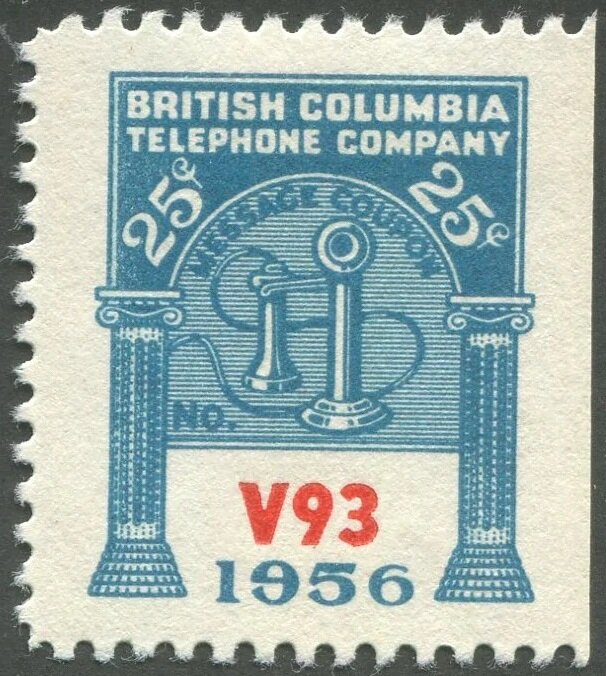 BRITISH COLUMBIA
TELEPHONE COMPANY
25¢ 25¢
MESSAGE COUPON
NO.
V93
1956